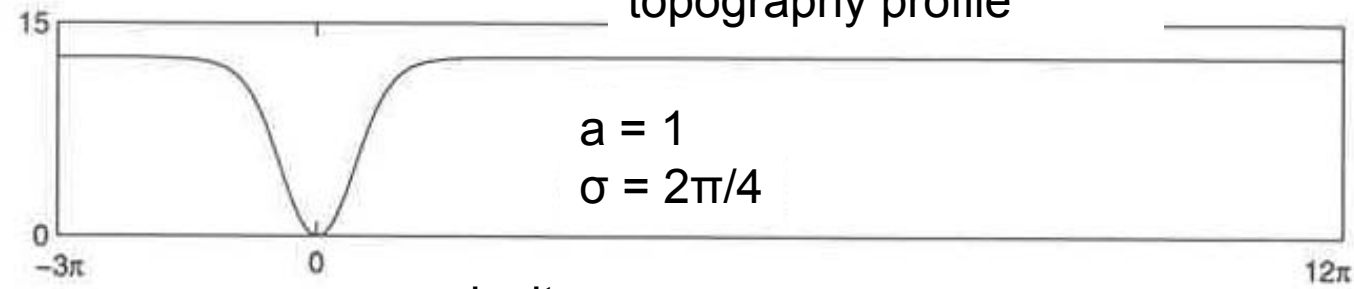 topography profile
15
a = 1
σ = 2π/4
0
−3π 0 12π